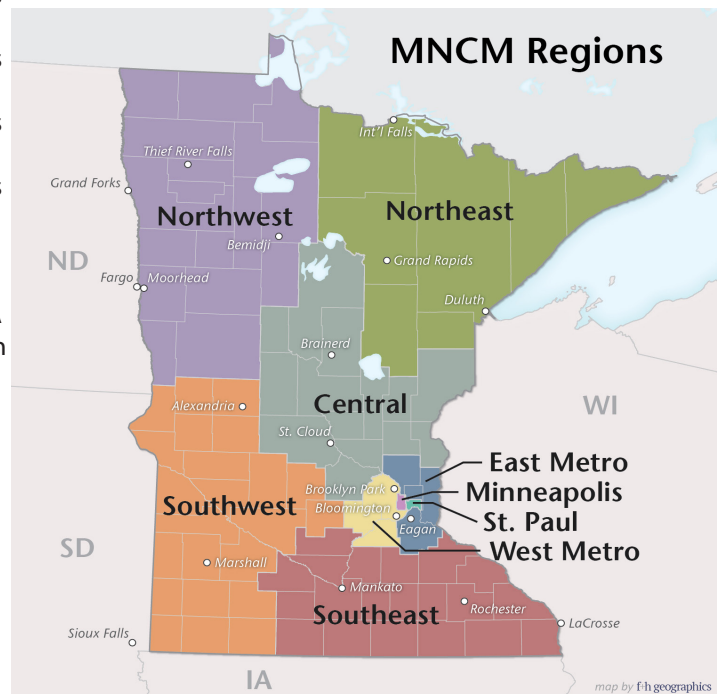 MNCM Regions
Int'l Falls
Thief River Falls
Grand Forks
Northwest
Northeast
Bemidji
ND
Grand Rapids
Fargo
Moorhead
Duluth
Brainerd
Alexandria
Central
WI
St. Cloud
East Metro
Brooklyn Park
Minneapolis
Southwest
Bloomington
St. Paul
Eagan
West Metro
SD
Marshall
Mankato
Southeast
Rochester
LaCrosse
Sioux Falls
IA
map by f+h geographics